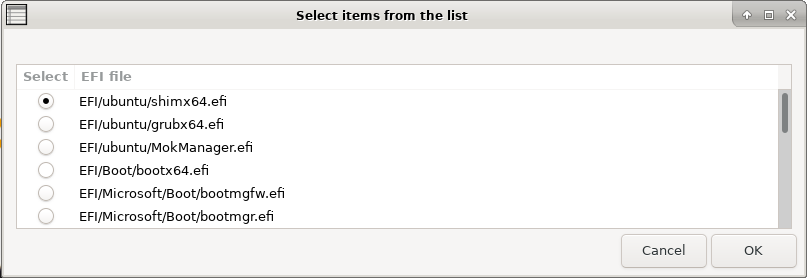 Select items from the list
Select EFI file
EFI/ubuntu/shimx64.efi
EFI/ubuntu/grubx64.efi
EFI/ubuntu/MokManager.efi
EFI/Boot/bootx64.efi
EFI/Microsoft/Boot/bootmgfw.efi
EFI/Microsoft/Boot/bootmgr.efi
Cancel OK